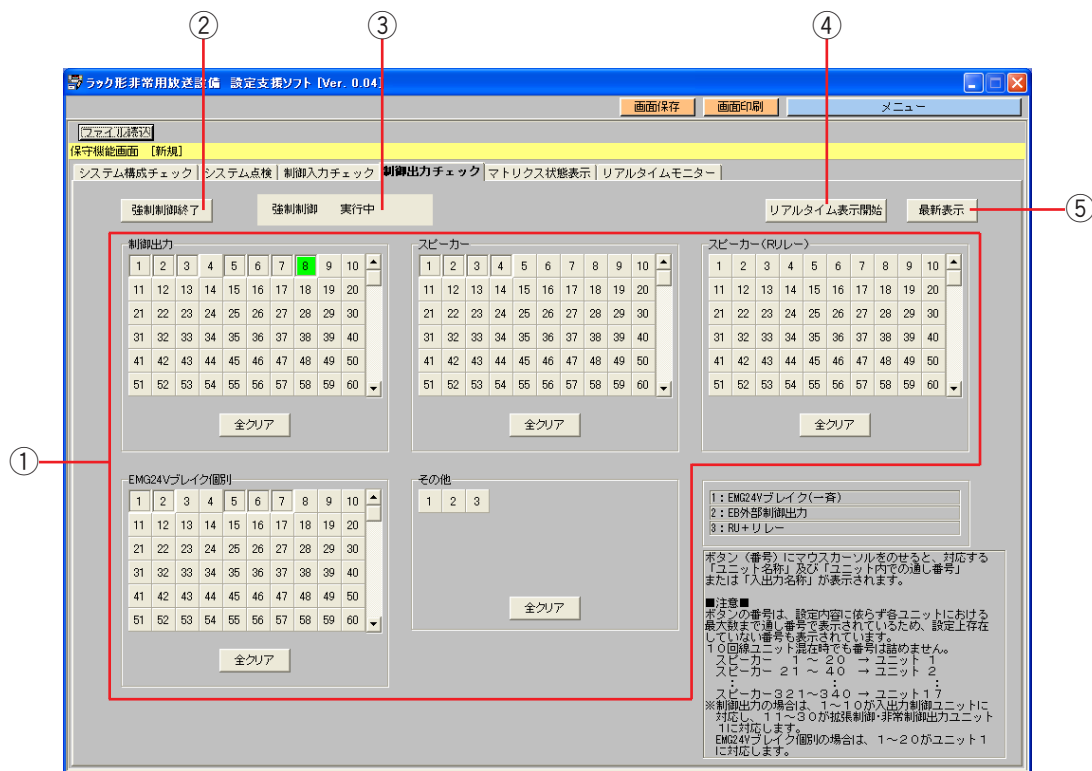 ② ③ ④
ラック形非常用放送設備 設定支援ソフト [Ver. 0.04]
画面保存 画面印刷 メニュー
ファイル読込
保守機能画面 [新規]
システム構成チェック システム点検 制御入力チェック 制御出力チェック マトリクス状態表示 リアルタイムモニター
強制制御終了 強制制御 実行中 リアルタイム表示開始 最新表示 ⑤
制御出力
1 2 3 4 5 6 7 8 9 10
11 12 13 14 15 16 17 18 19 20
21 22 23 24 25 26 27 28 29 30
31 32 33 34 35 36 37 38 39 40
41 42 43 44 45 46 47 48 49 50
51 52 53 54 55 56 57 58 59 60
全クリア
スピーカー
1 2 3 4 5 6 7 8 9 10
11 12 13 14 15 16 17 18 19 20
21 22 23 24 25 26 27 28 29 30
31 32 33 34 35 36 37 38 39 40
41 42 43 44 45 46 47 48 49 50
51 52 53 54 55 56 57 58 59 60
全クリア
スピーカー(Rリレー)
1 2 3 4 5 6 7 8 9 10
11 12 13 14 15 16 17 18 19 20
21 22 23 24 25 26 27 28 29 30
31 32 33 34 35 36 37 38 39 40
41 42 43 44 45 46 47 48 49 50
51 52 53 54 55 56 57 58 59 60
全クリア
①
EMG24Vブレイク個別
1 2 3 4 5 6 7 8 9 10
11 12 13 14 15 16 17 18 19 20
21 22 23 24 25 26 27 28 29 30
31 32 33 34 35 36 37 38 39 40
41 42 43 44 45 46 47 48 49 50
51 52 53 54 55 56 57 58 59 60
全クリア
その他
1 2 3
全クリア
1：EMG24Vブレイク(一斉)
2：EB外部制御出力
3：RU+リレー
ボタン（番号）にマウスカーソルをのせると、対応する
「ユニット名称」及び「ユニット内での通し番号」
または「入出力名称」が表示されます。
■注意■
ボタンの番号は、設定内容に依らず各ユニットにおける
最大数まで通し番号で表示されているため、設定上存在
していない番号も表示されています。
１０回線ユニット混在時でも番号は詰めません。
スピーカー １ ～ ２０ → ユニット １
スピーカー ２１ ～ ４０ → ユニット ２
： ： ：
スピーカー３２１～３４０ → ユニット１７
※制御出力の場合は、１～１０が入出力制御ユニットに
対応し、１１～３０が拡張制御・非常制御出力ユニット
１に対応します。
EMG24Vブレイク個別の場合は、１～２０がユニット１
に対応します。